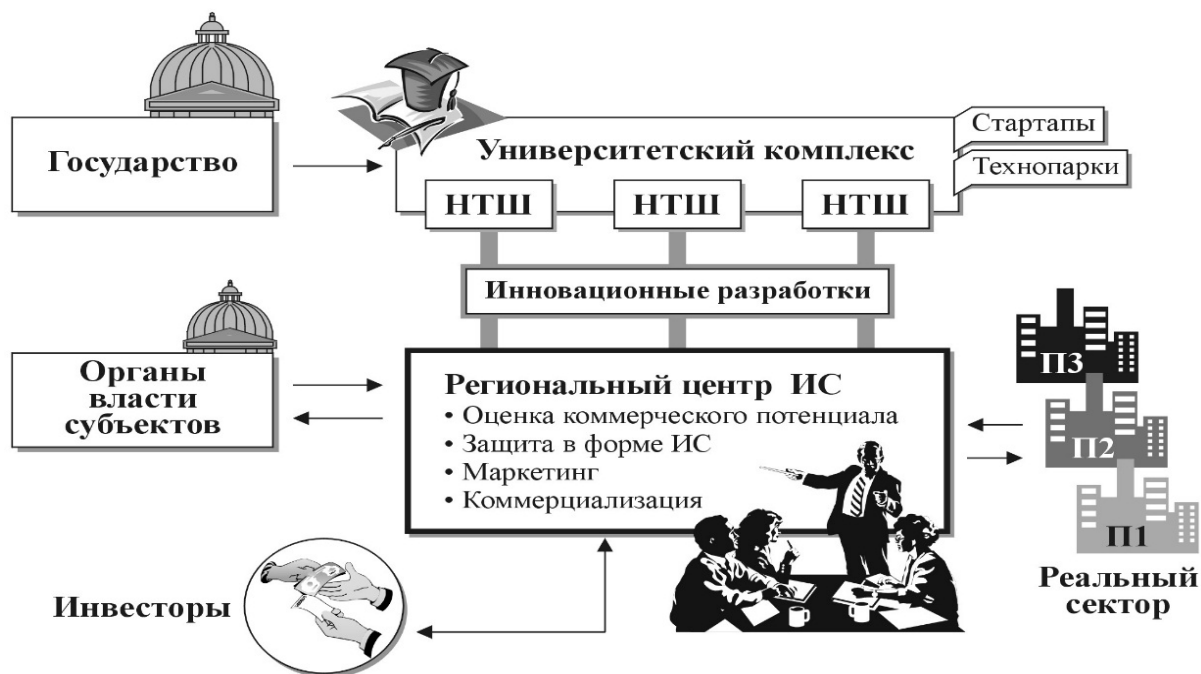 Государство
Университетский комплекс
Стартапы
Технопарки
НТШ
НТШ
НТШ
Инновационные разработки
Органы
власти
субъектов
Региональный центр ИС
• Оценка коммерческого потенциала
• Защита в форме ИС
• Маркетинг
• Коммерциализация
П3
П2
П1
Реальный
сектор
Инвесторы